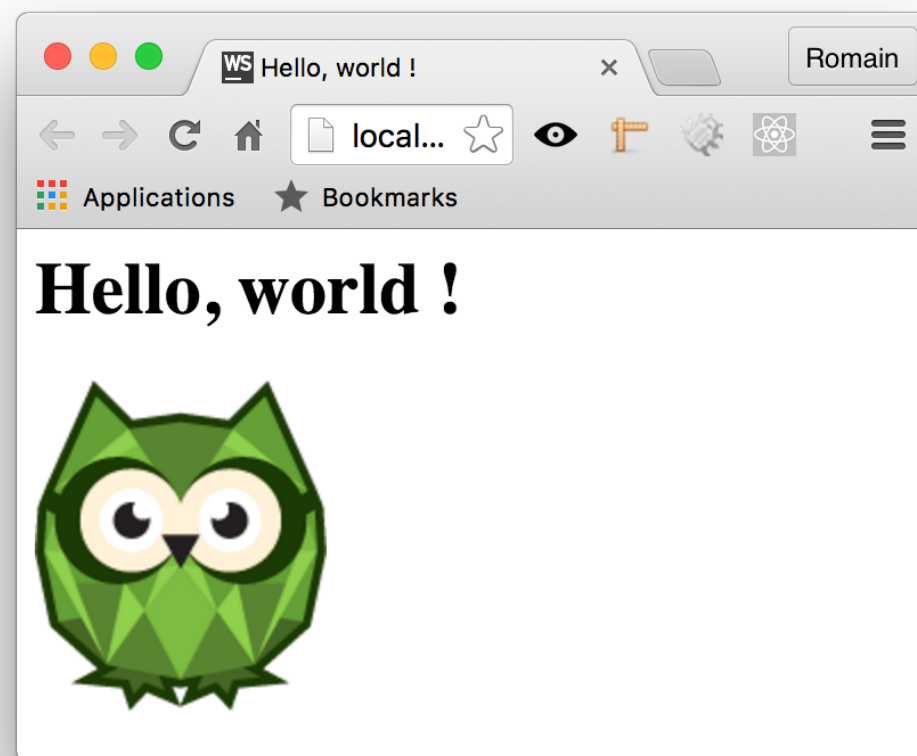 WS Hello, world ! Romain
local...
Applications Bookmarks
Hello, world !